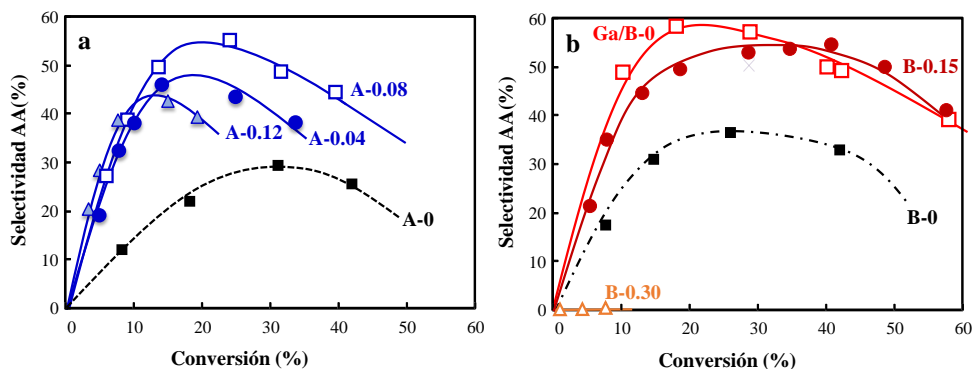 60
50
40
30
20
10
0
Selectividad AA(%)
a
A-0.08
A-0.04
A-0.12
A-0
0 10 20 30 40 50 60
Conversión (%)
60
50
40
30
20
10
0
Selectividad AA(%)
b
Ga/B-0
B-0.15
B-0
B-0.30
0 10 20 30 40 50 60
Conversión (%)